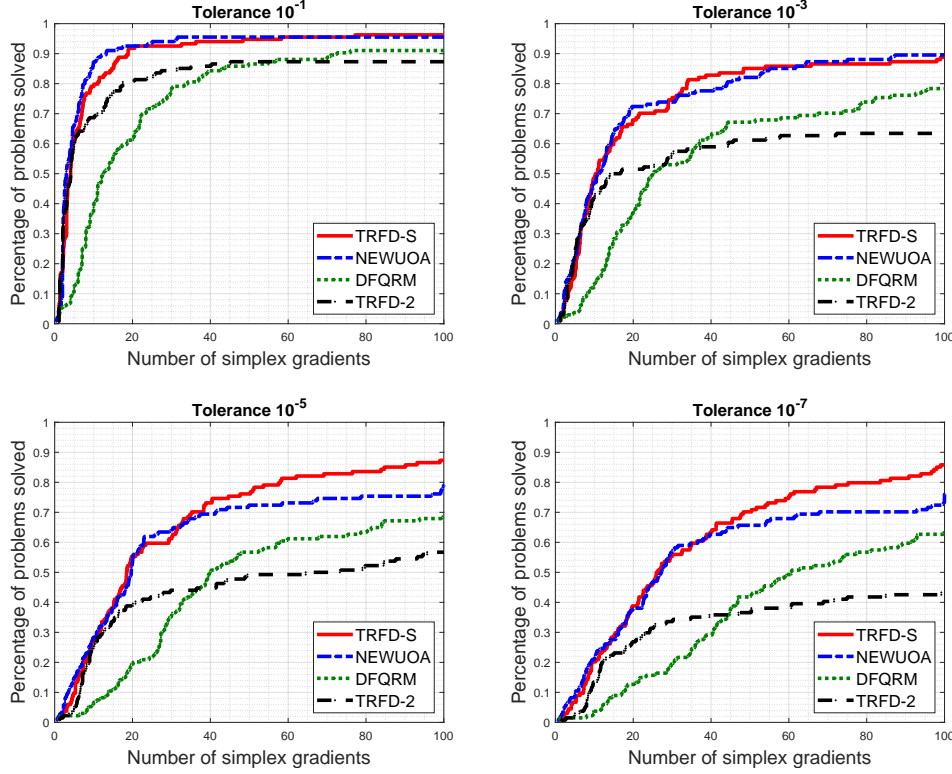 Tolerance 10^-1
Percentage of problems solved
1
0.9
0.8
0.7
0.6
0.5
0.4
0.3
0.2
0.1
0
TRFD-S
NEWUOA
DFQRM
TRFD-2
0 20 40 60 80 100
Number of simplex gradients
Tolerance 10^-3
Percentage of problems solved
1
0.9
0.8
0.7
0.6
0.5
0.4
0.3
0.2
0.1
0
TRFD-S
NEWUOA
DFQRM
TRFD-2
0 20 40 60 80 100
Number of simplex gradients
Tolerance 10^-5
Percentage of problems solved
1
0.9
0.8
0.7
0.6
0.5
0.4
0.3
0.2
0.1
0
TRFD-S
NEWUOA
DFQRM
TRFD-2
0 20 40 60 80 100
Number of simplex gradients
Tolerance 10^-7
Percentage of problems solved
1
0.9
0.8
0.7
0.6
0.5
0.4
0.3
0.2
0.1
0
TRFD-S
NEWUOA
DFQRM
TRFD-2
0 20 40 60 80 100
Number of simplex gradients